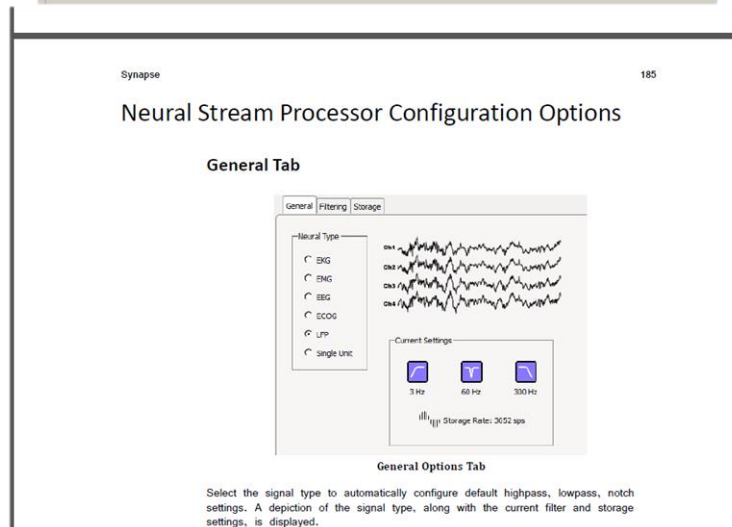 Synapse 185
Neural Stream Processor Configuration Options
General Tab
General Filtering Storage
Neural Type
EKG
EMG
EEG
ECOG
LFP
Single Unit
Ch1
Ch2
Ch3
Ch4
Current Settings
3 Hz 60 Hz 300 Hz
Storage Rate: 3052 sps
General Options Tab
Select the signal type to automatically configure default highpass, lowpass, notch
settings. A depiction of the signal type, along with the current filter and storage
settings, is displayed.